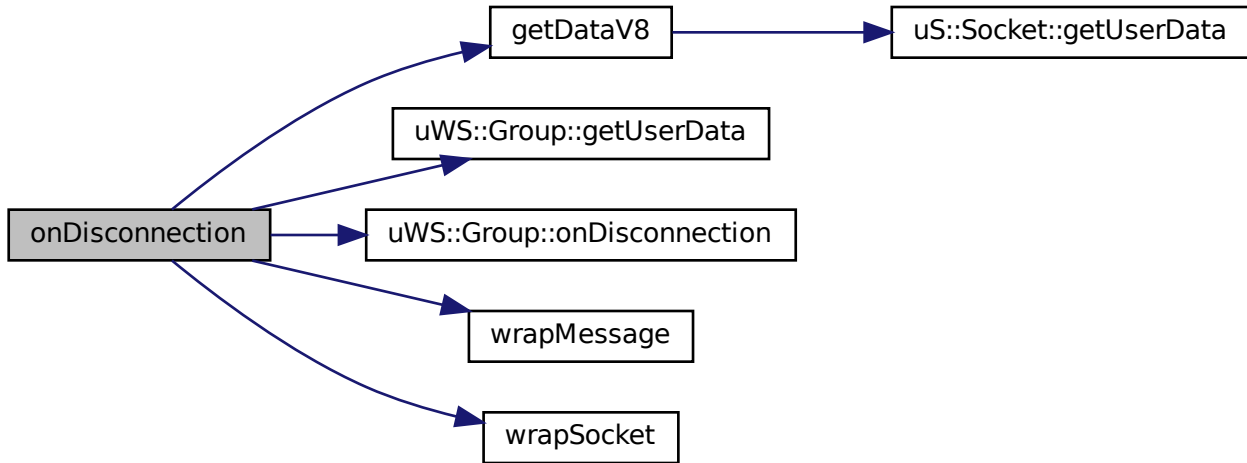 getDataV8
uS::Socket::getUserData
uWS::Group::getUserData
onDisconnection
uWS::Group::onDisconnection
wrapMessage
wrapSocket